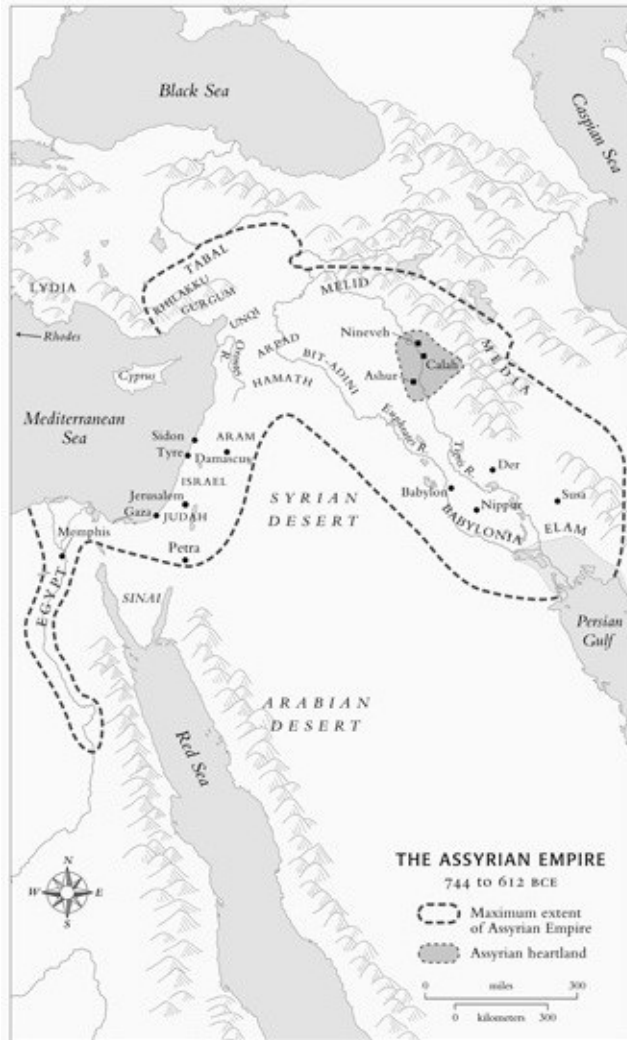 Black Sea
Caspian Sea
TABAL
KHILAKKU
GURGUM
MELID
LYDIA
UNQI
Rhodes
Nineveh
MEDIA
ARPAD
Orontes R.
BIT-ADINI
Calah
Cyprus
HAMATH
Ashur
Mediterranean
Sea
Euphrates R.
Tigris R.
Sidon
ARAM
Tyre
Damascus
Der
ISRAEL
Babylon
Susa
Jerusalem
SYRIAN
DESERT
Nippur
Gaza
JUDAH
BABYLONIA
ELAM
Memphis
Petra
EGYPT
SINAI
Persian
Gulf
ARABIAN
DESERT
Red Sea
THE ASSYRIAN EMPIRE
744 to 612 BCE
N
W E
S
Maximum extent
of Assyrian Empire
Assyrian heartland
0 miles 300
0 kilometers 300